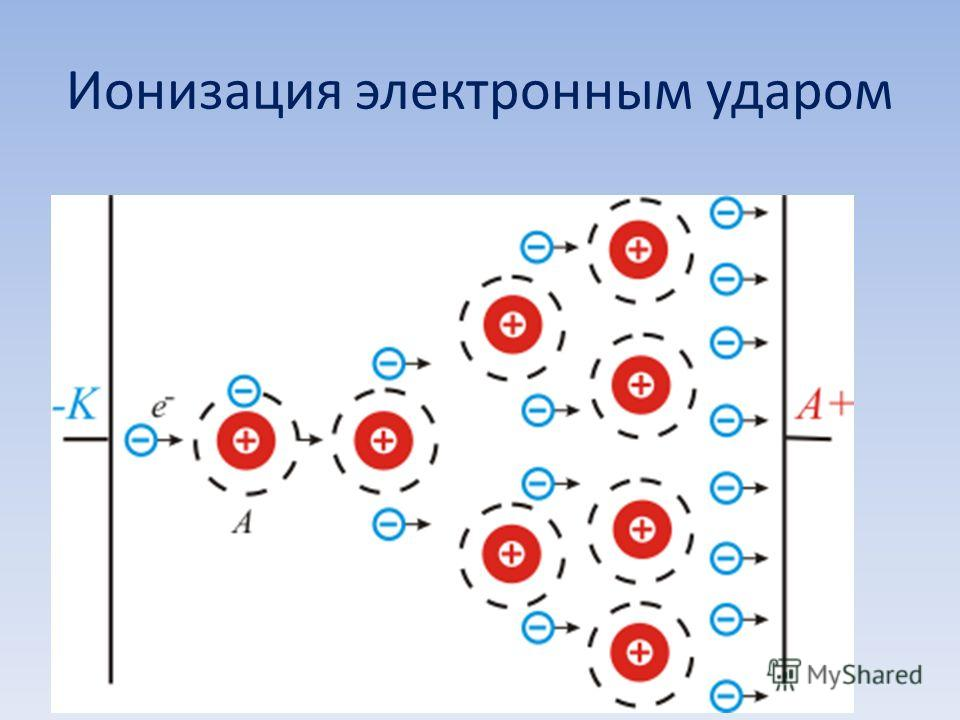 Ионизация электронным ударом
-K
e-
A
A+
MyShared